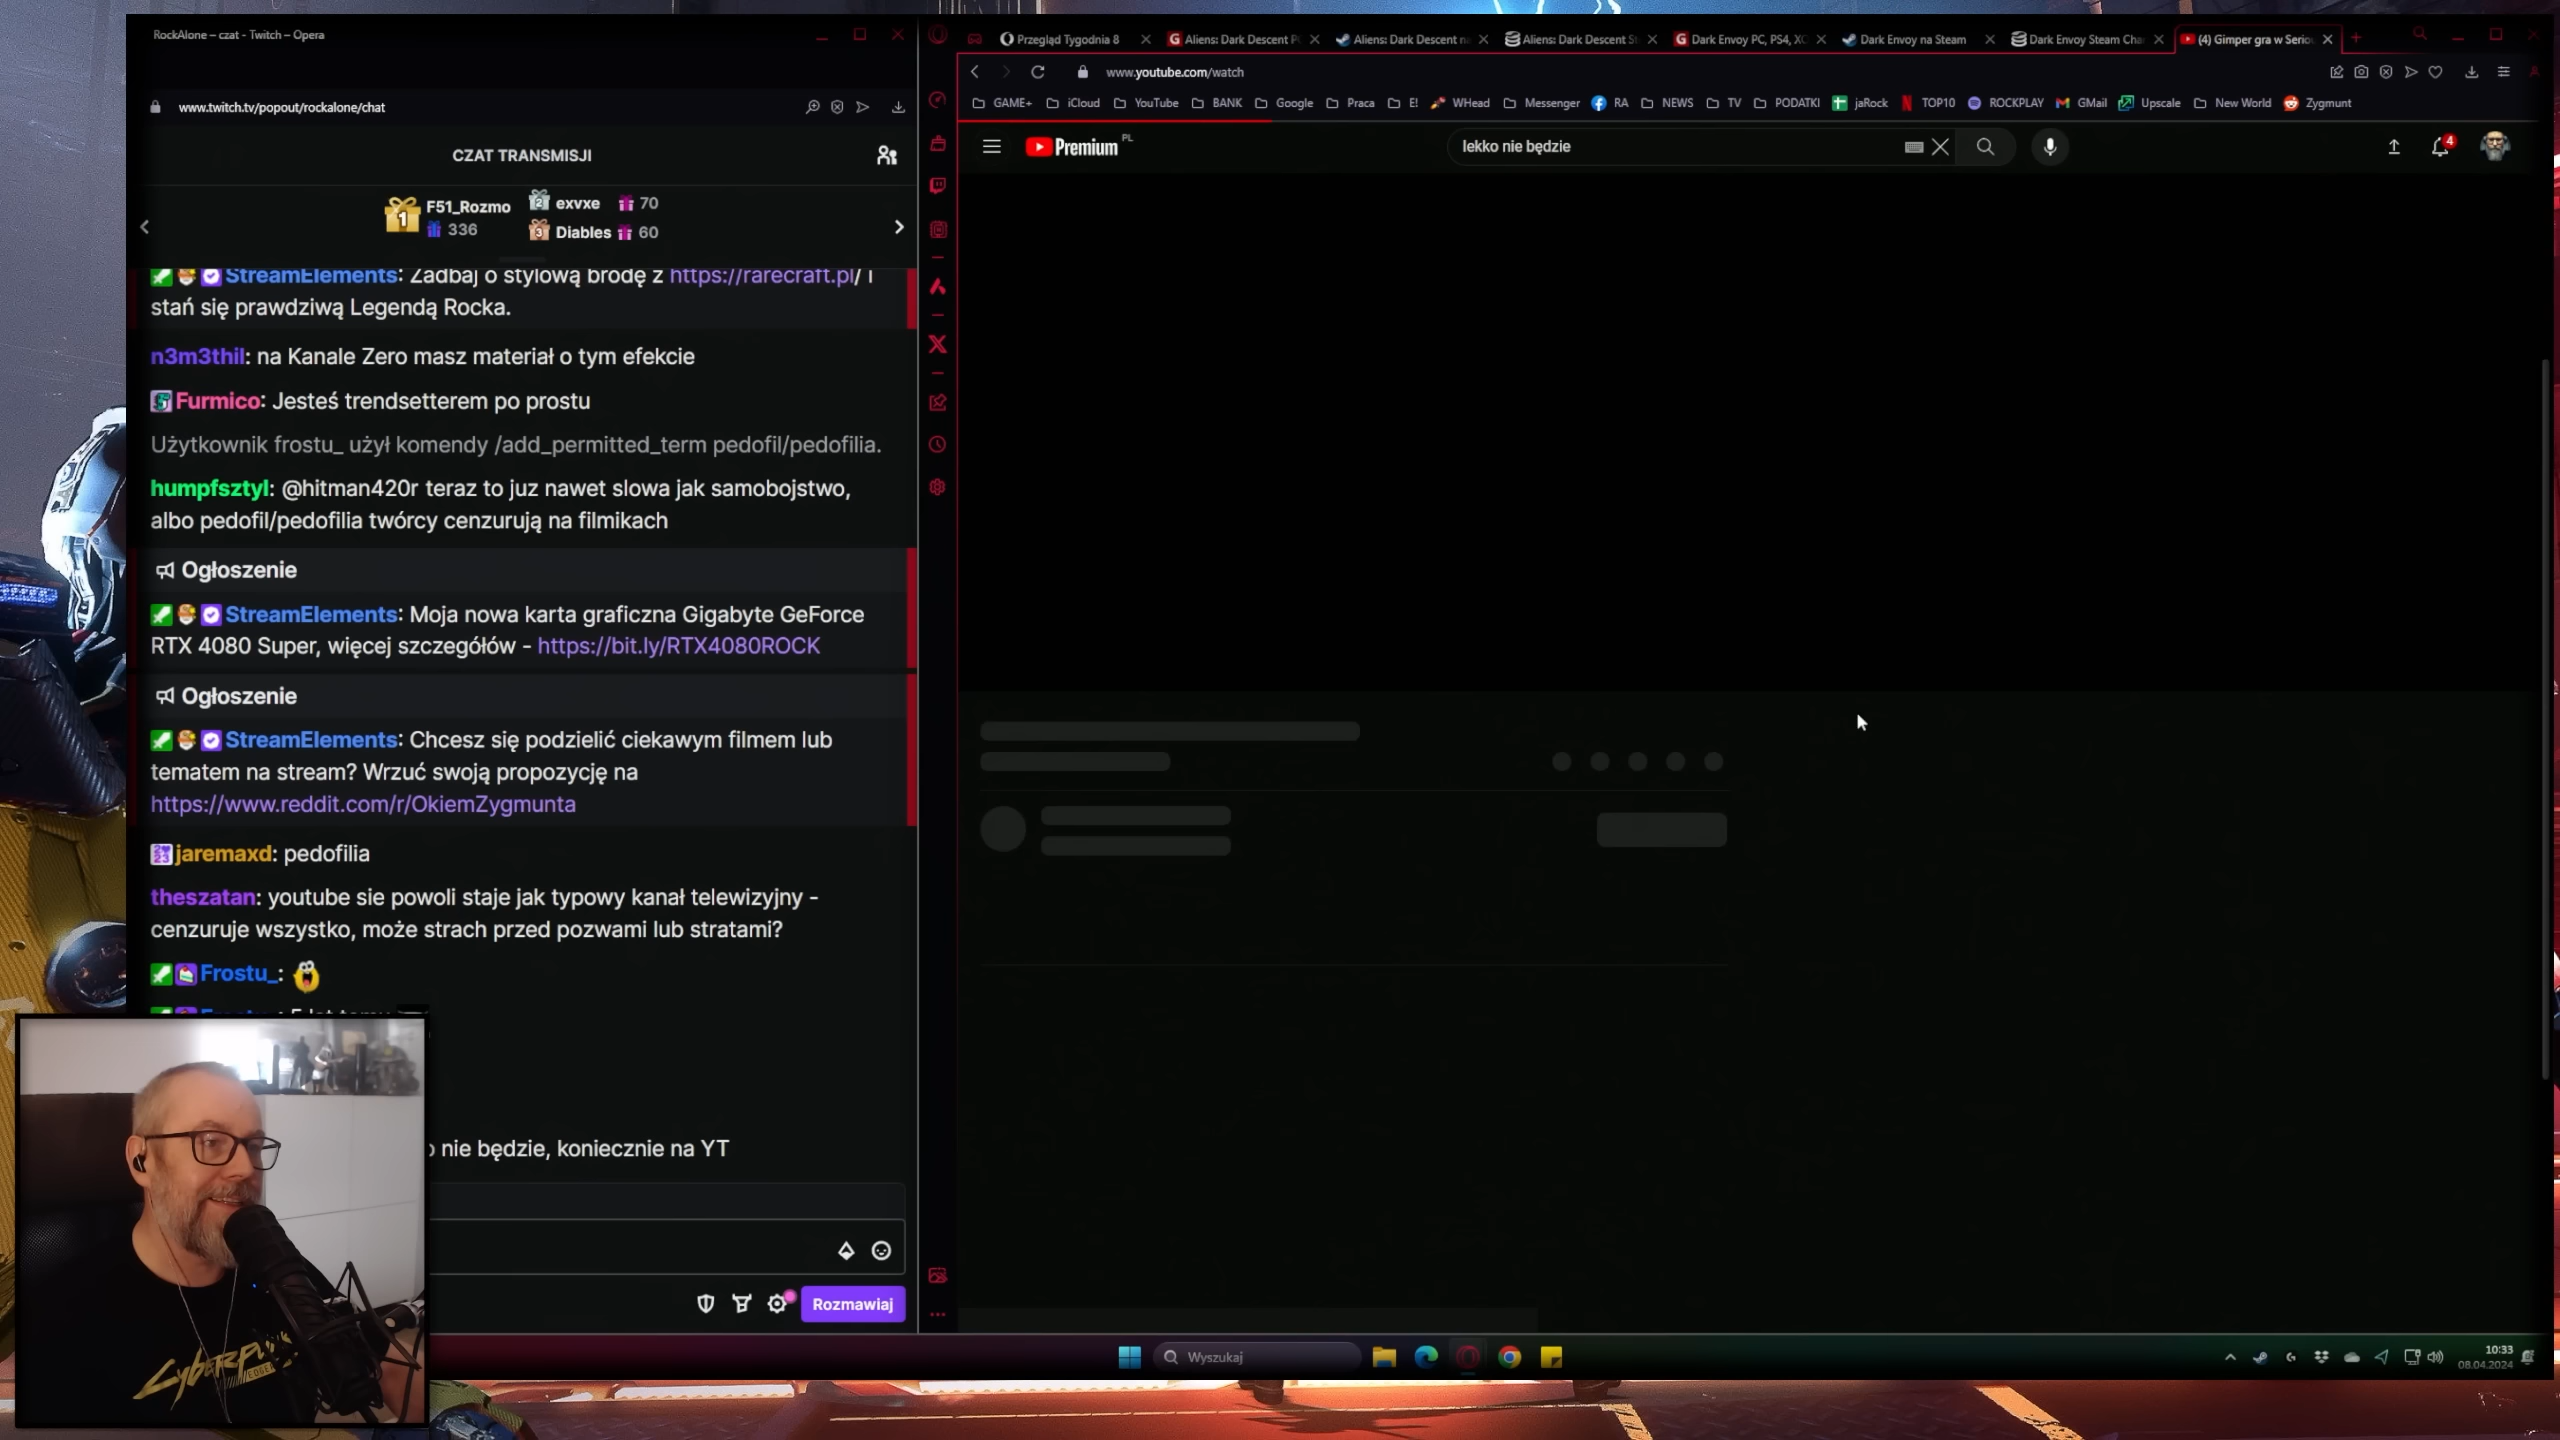 RockAlone – czat - Twitch – Opera
www.twitch.tv/popout/rockalone/chat
CZAT TRANSMISJI
1
F51_Rozmo
336
2 exvxe 70
3 Diables 60
StreamElements: Zadbaj o stylową brodę z https://rarecraft.pl/ i
stań się prawdziwą Legendą Rocka.
n3m3thil: na Kanale Zero masz materiał o tym efekcie
Furmico: Jesteś trendsetterem po prostu
Użytkownik frostu_ użył komendy /add_permitted_term pedofil/pedofilia.
humpfsztyl: @hitman420r teraz to juz nawet slowa jak samobojstwo,
albo pedofil/pedofilia twórcy cenzurują na filmikach
Ogłoszenie
StreamElements: Moja nowa karta graficzna Gigabyte GeForce
RTX 4080 Super, więcej szczegółów - https://bit.ly/RTX4080ROCK
Ogłoszenie
StreamElements: Chcesz się podzielić ciekawym filmem lub
tematem na stream? Wrzuć swoją propozycję na
https://www.reddit.com/r/OkiemZygmunta
jaremaxd: pedofilia
theszatan: youtube sie powoli staje jak typowy kanał telewizyjny -
cenzuruje wszystko, może strach przed pozwami lub stratami?
Frostu_:
nie będzie, koniecznie na YT
Rozmawiaj
Przegląd Tygodnia 8
Aliens: Dark Descent P
Aliens: Dark Descent n
Aliens: Dark Descent St
Dark Envoy PC, PS4, XO
Dark Envoy na Steam
Dark Envoy Steam Cha
(4) Gimper gra w Seriou
www.youtube.com/watch
GAME+ iCloud YouTube BANK Google Praca E! WHead Messenger RA NEWS TV PODATKI jaRock TOP10 ROCKPLAY GMail Upscale New World Zygmunt
Premium PL
lekko nie będzie
4
Wyszukaj
10:33
08.04.2024